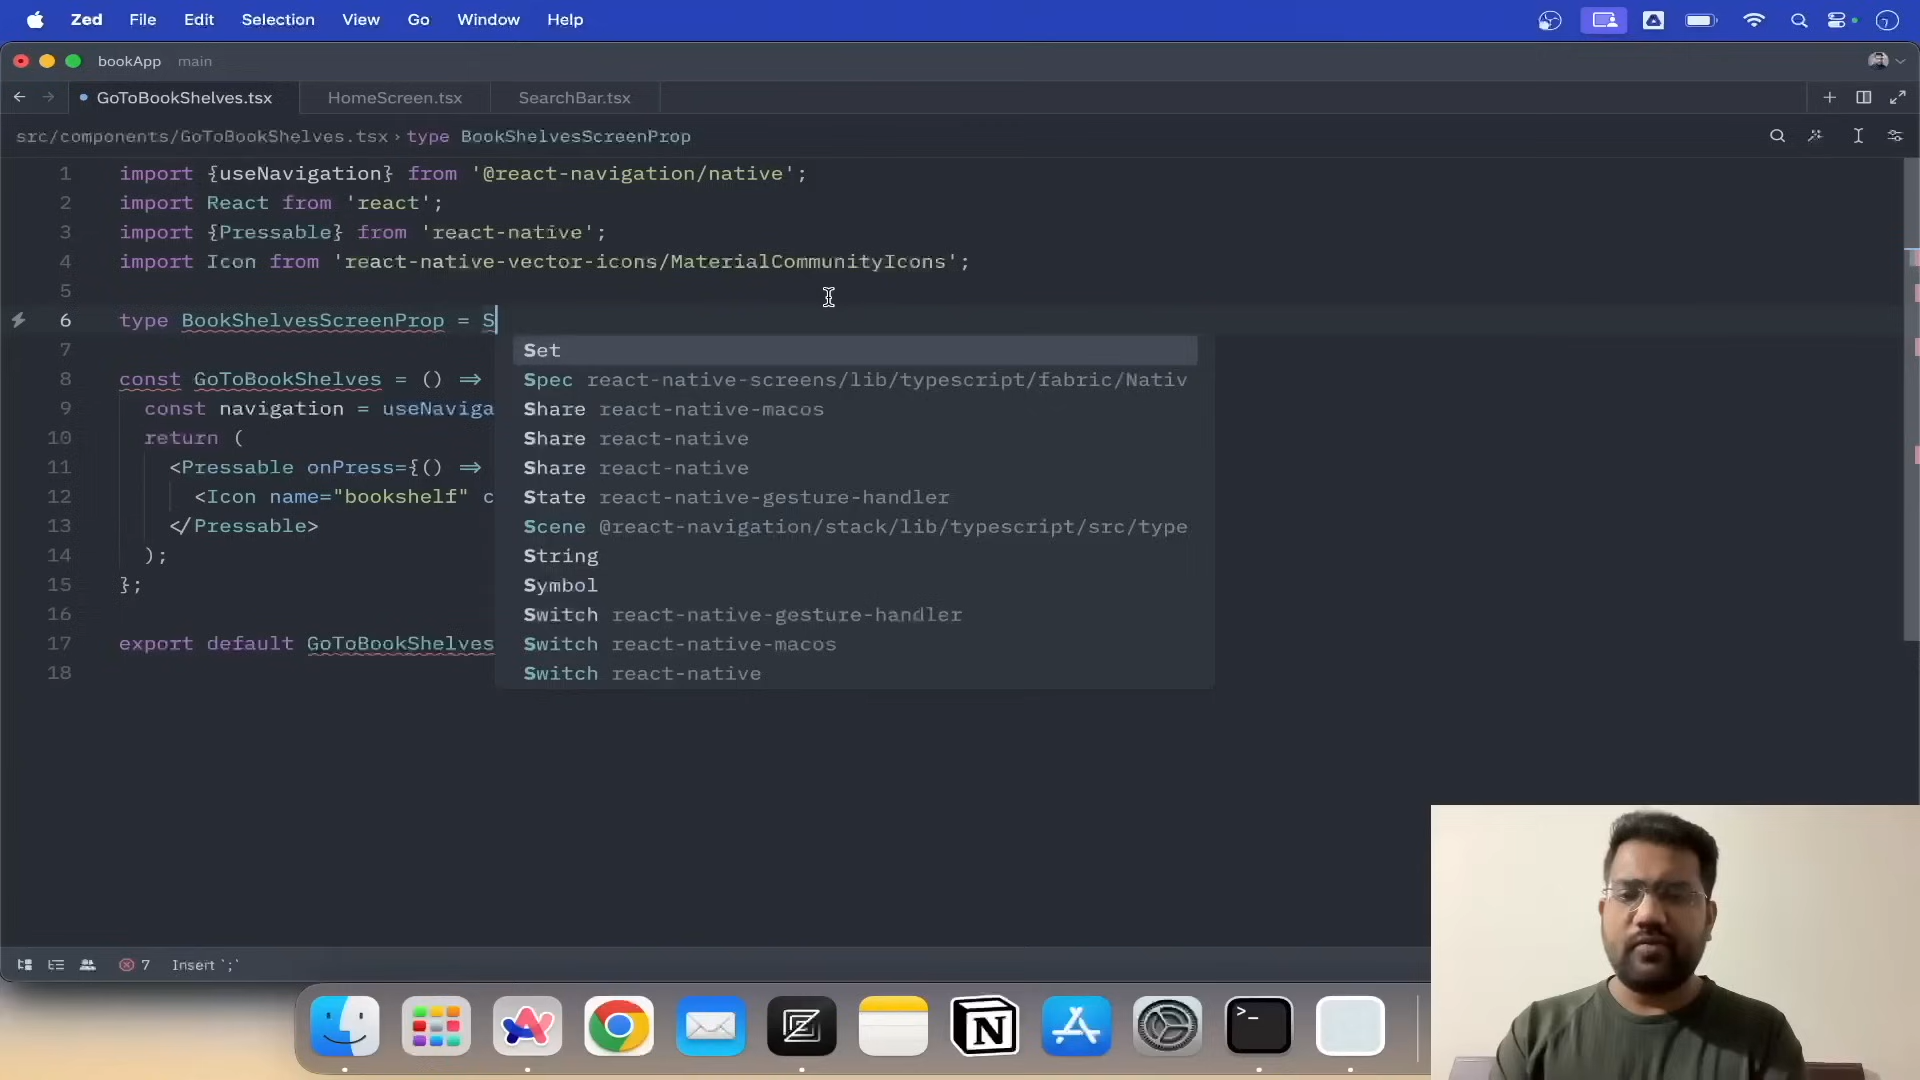 Zed File Edit Selection View Go Window Help
bookApp main
GoToBookShelves.tsx HomeScreen.tsx SearchBar.tsx
src/components/GoToBookShelves.tsx › type BookShelvesScreenProp
1 import {useNavigation} from '@react-navigation/native';
2 import React from 'react';
3 import {Pressable} from 'react-native';
4 import Icon from 'react-native-vector-icons/MaterialCommunityIcons';
5
6 type BookShelvesScreenProp = S
Set
7
Spec react-native-screens/lib/typescript/fabric/Nativ
8 const GoToBookShelves = () =>
Share react-native-macos
9 const navigation = useNaviga
Share react-native
10 return (
Share react-native
11 <Pressable onPress={() =>
State react-native-gesture-handler
12 <Icon name="bookshelf" c
Scene @react-navigation/stack/lib/typescript/src/type
13 </Pressable>
String
14 );
Symbol
15 };
Switch react-native-gesture-handler
16
Switch react-native-macos
17 export default GoToBookShelves
Switch react-native
18
7 Insert `;`